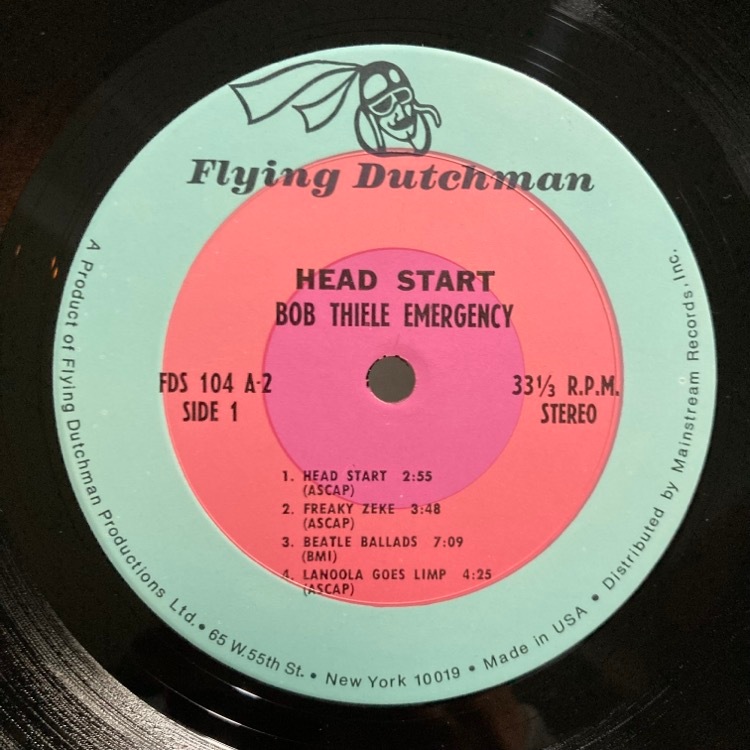 Flying Dutchman
HEAD START
BOB THIELE EMERGENCY
FDS 104 A-2
SIDE 1
33⅓ R.P.M.
STEREO
1. HEAD START 2:55
(ASCAP)
2. FREAKY ZEKE 3:48
(ASCAP)
3. BEATLE BALLADS 7:09
(BMI)
4. LANOOLA GOES LIMP 4:25
(ASCAP)
A Product of Flying Dutchman Productions Ltd. • 65 W. 55th St. • New York 10019 • Made in USA • Distributed by Mainstream Records, Inc.